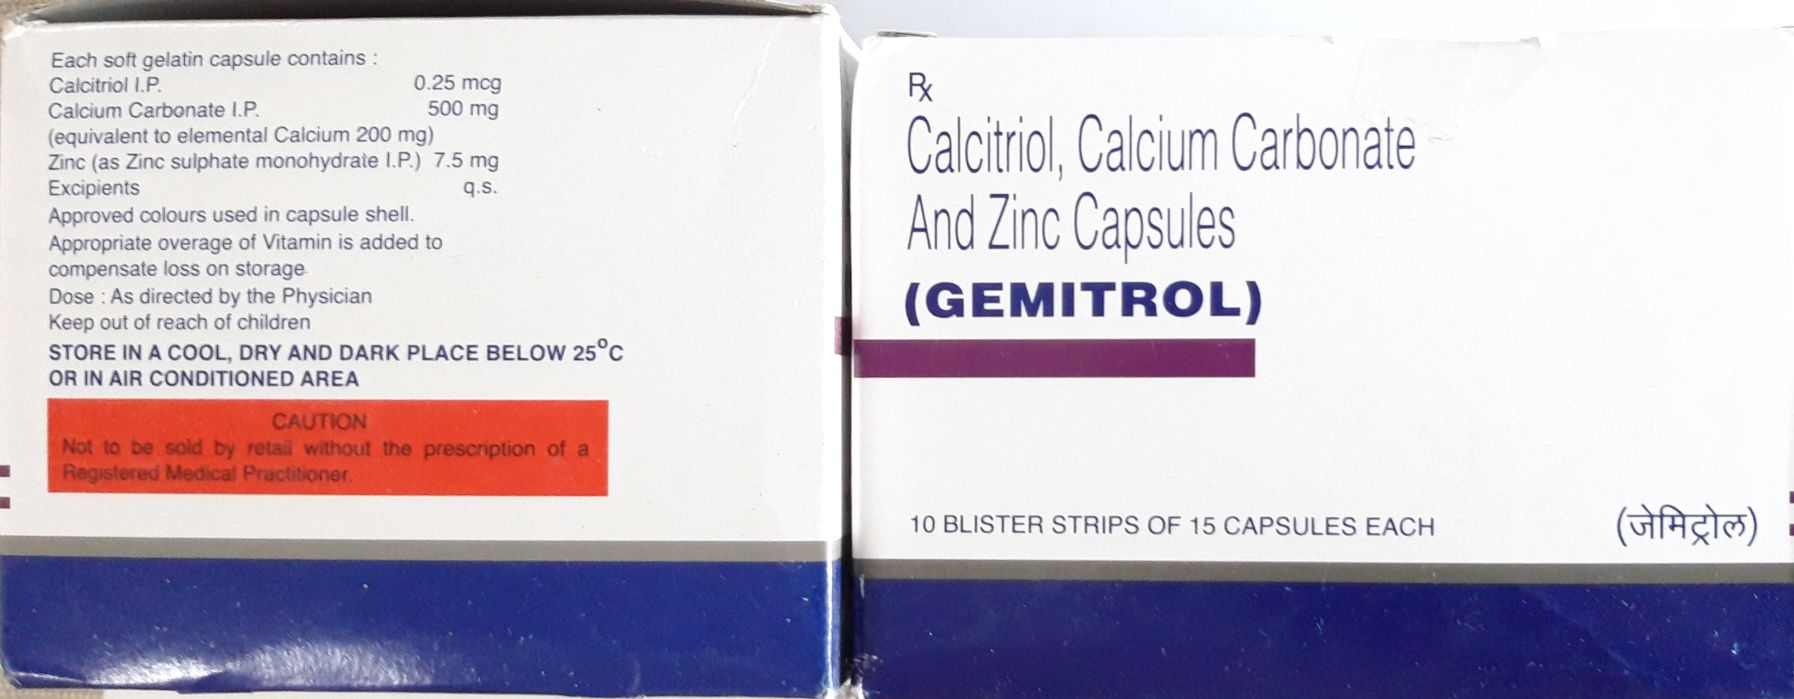 Each soft gelatin capsule contains :
Calcitriol I.P. 0.25 mcg
Calcium Carbonate I.P. 500 mg
(equivalent to elemental Calcium 200 mg)
Zinc (as Zinc sulphate monohydrate I.P.) 7.5 mg
Excipients q.s.
Approved colours used in capsule shell.
Appropriate overage of Vitamin is added to
compensate loss on storage.
Dose : As directed by the Physician
Keep out of reach of children
STORE IN A COOL, DRY AND DARK PLACE BELOW 25°C
OR IN AIR CONDITIONED AREA
CAUTION
Not to be sold by retail without the prescription of a
Registered Medical Practitioner.
Rx
Calcitriol, Calcium Carbonate
And Zinc Capsules
(GEMITROL)
10 BLISTER STRIPS OF 15 CAPSULES EACH
(जेमिट्रोल)